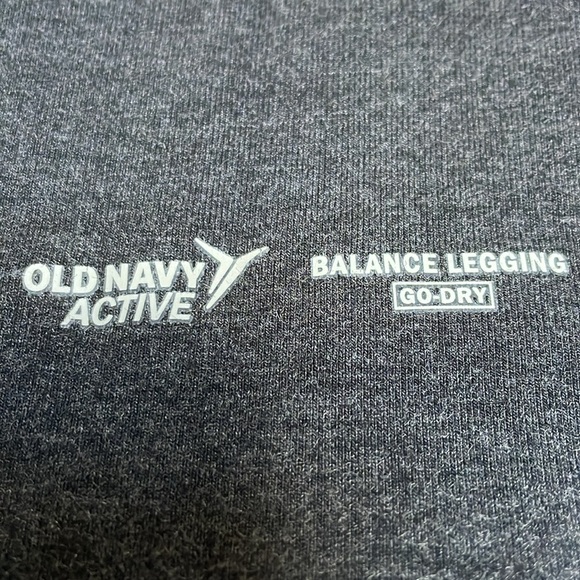 OLD NAVY
ACTIVE
BALANCE LEGGING
GO-DRY